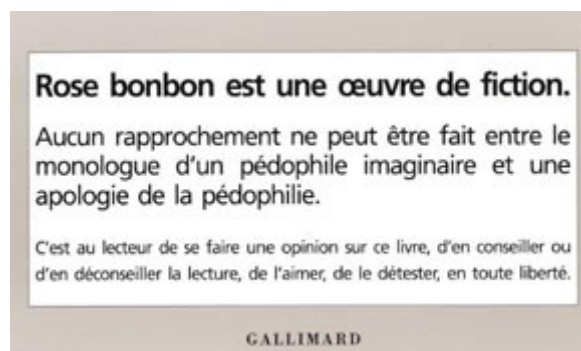 Rose bonbon est une œuvre de fiction.
Aucun rapprochement ne peut être fait entre le
monologue d'un pédophile imaginaire et une
apologie de la pédophilie.
C'est au lecteur de se faire une opinion sur ce livre, d'en conseiller ou
d'en déconseiller la lecture, de l'aimer, de le détester, en toute liberté.
GALLIMARD